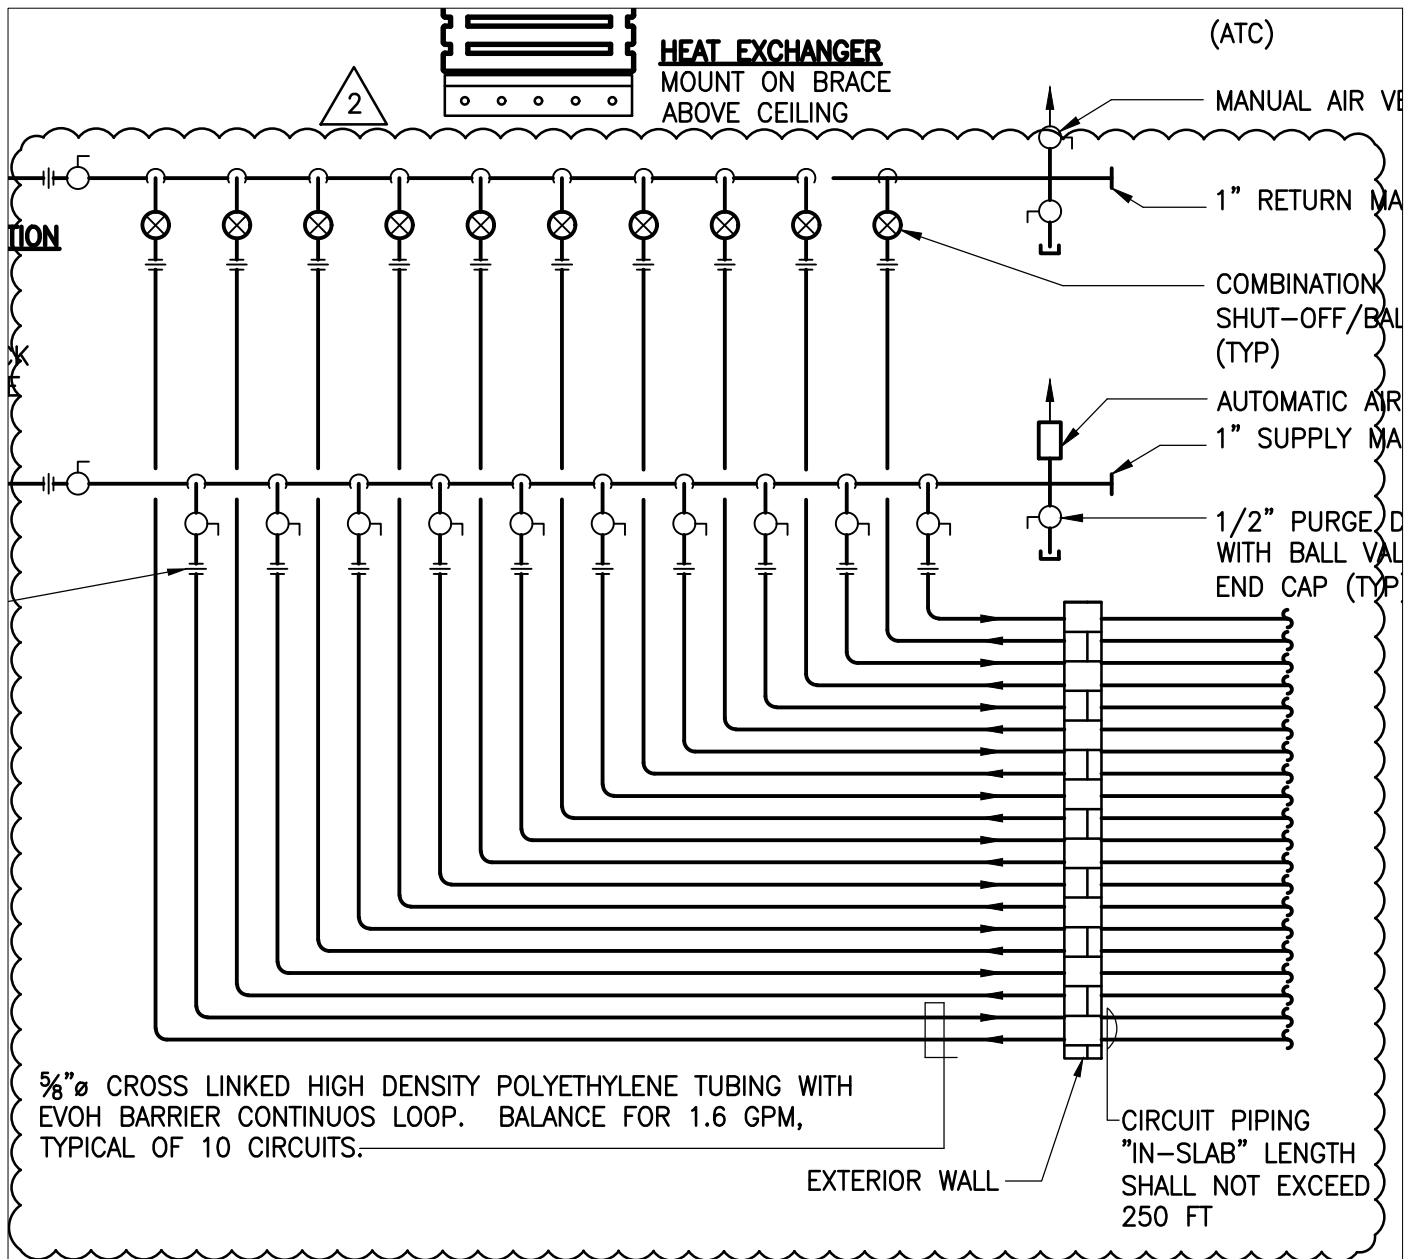 (ATC)
HEAT EXCHANGER
MOUNT ON BRACE
ABOVE CEILING
2
MANUAL AIR
1" RETURN
COMBINATION
SHUT-OFF/BAL
(TYP)
AUTOMATIC AIR
1" SUPPLY
1/2" PURGE
WITH BALL
END CAP (TYP)
TION
CK
E
⅝"ø CROSS LINKED HIGH DENSITY POLYETHYLENE TUBING WITH
EVOH BARRIER CONTINUOS LOOP. BALANCE FOR 1.6 GPM,
TYPICAL OF 10 CIRCUITS.
EXTERIOR WALL
CIRCUIT PIPING
"IN-SLAB" LENGTH
SHALL NOT EXCEED
250 FT